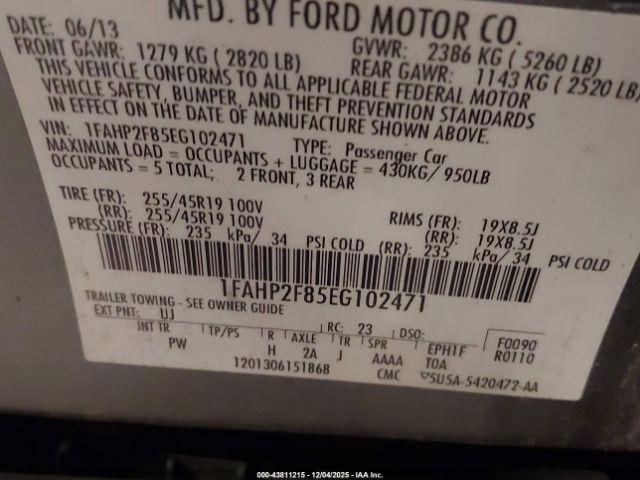 MFD. BY FORD MOTOR CO.
DATE: 06/13
GVWR: 2386 KG ( 5260 LB)
FRONT GAWR: 1279 KG ( 2820 LB)
REAR GAWR: 1143 KG ( 2520 LB)
THIS VEHICLE CONFORMS TO ALL APPLICABLE FEDERAL MOTOR
VEHICLE SAFETY, BUMPER, AND THEFT PREVENTION STANDARDS
IN EFFECT ON THE DATE OF MANUFACTURE SHOWN ABOVE.
VIN: 1FAHP2F85EG102471 TYPE: Passenger Car
MAXIMUM LOAD = OCCUPANTS + LUGGAGE = 430KG/ 950LB
OCCUPANTS = 5 TOTAL; 2 FRONT, 3 REAR
TIRE (FR): 255/45R19 100V RIMS (FR): 19X8.5J
(RR): 255/45R19 100V (RR): 19X8.5J
PRESSURE (FR): 235 kPa/ 34 PSI COLD (RR): 235 kPa/ 34 PSI COLD
1FAHP2F85EG102471
TRAILER TOWING - SEE OWNER GUIDE
EXT PNT: UJ RC: 23 DSO: F0090
INT TR TP/PS R AXLE TR SPR EPH1F R0110
PW H 2A J AAAA TOA
1201306151868 CMC ▽SU5A-5420472-AA
000-43811215 - 12/04/2025 - IAA Inc.